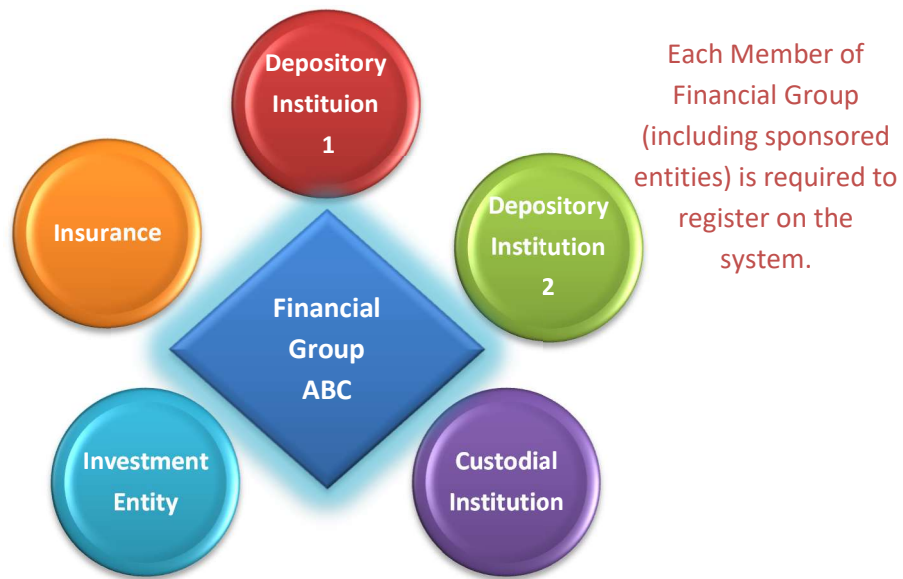 Depository
Instituion
1
Each Member of
Financial Group
(including sponsored
entities) is required to
register on the
system.
Insurance
Depository
Institution
2
Financial
Group
ABC
Investment
Entity
Custodial
Institution